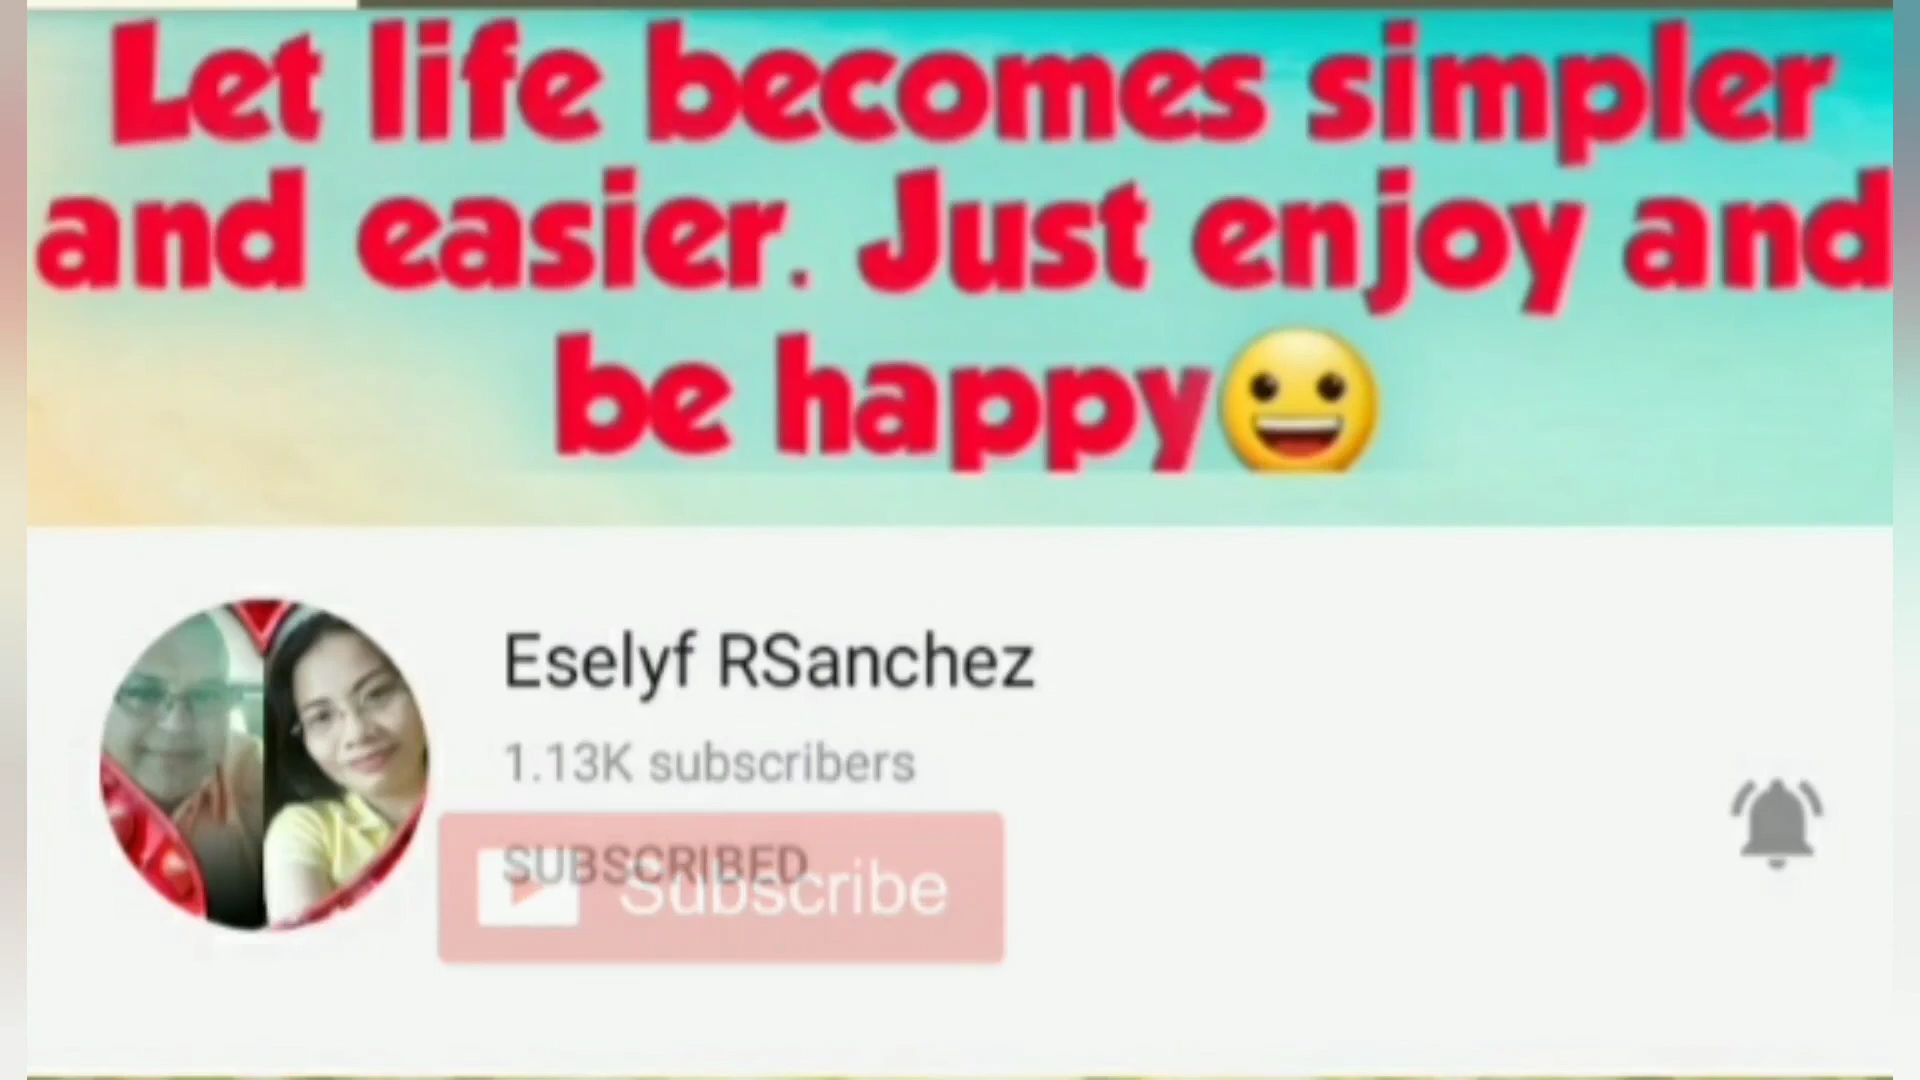 Let life becomes simpler
and easier. Just enjoy and
be happy😀
Eselyf RSanchez
1.13K subscribers
SUBSCRIBED
Subscribe